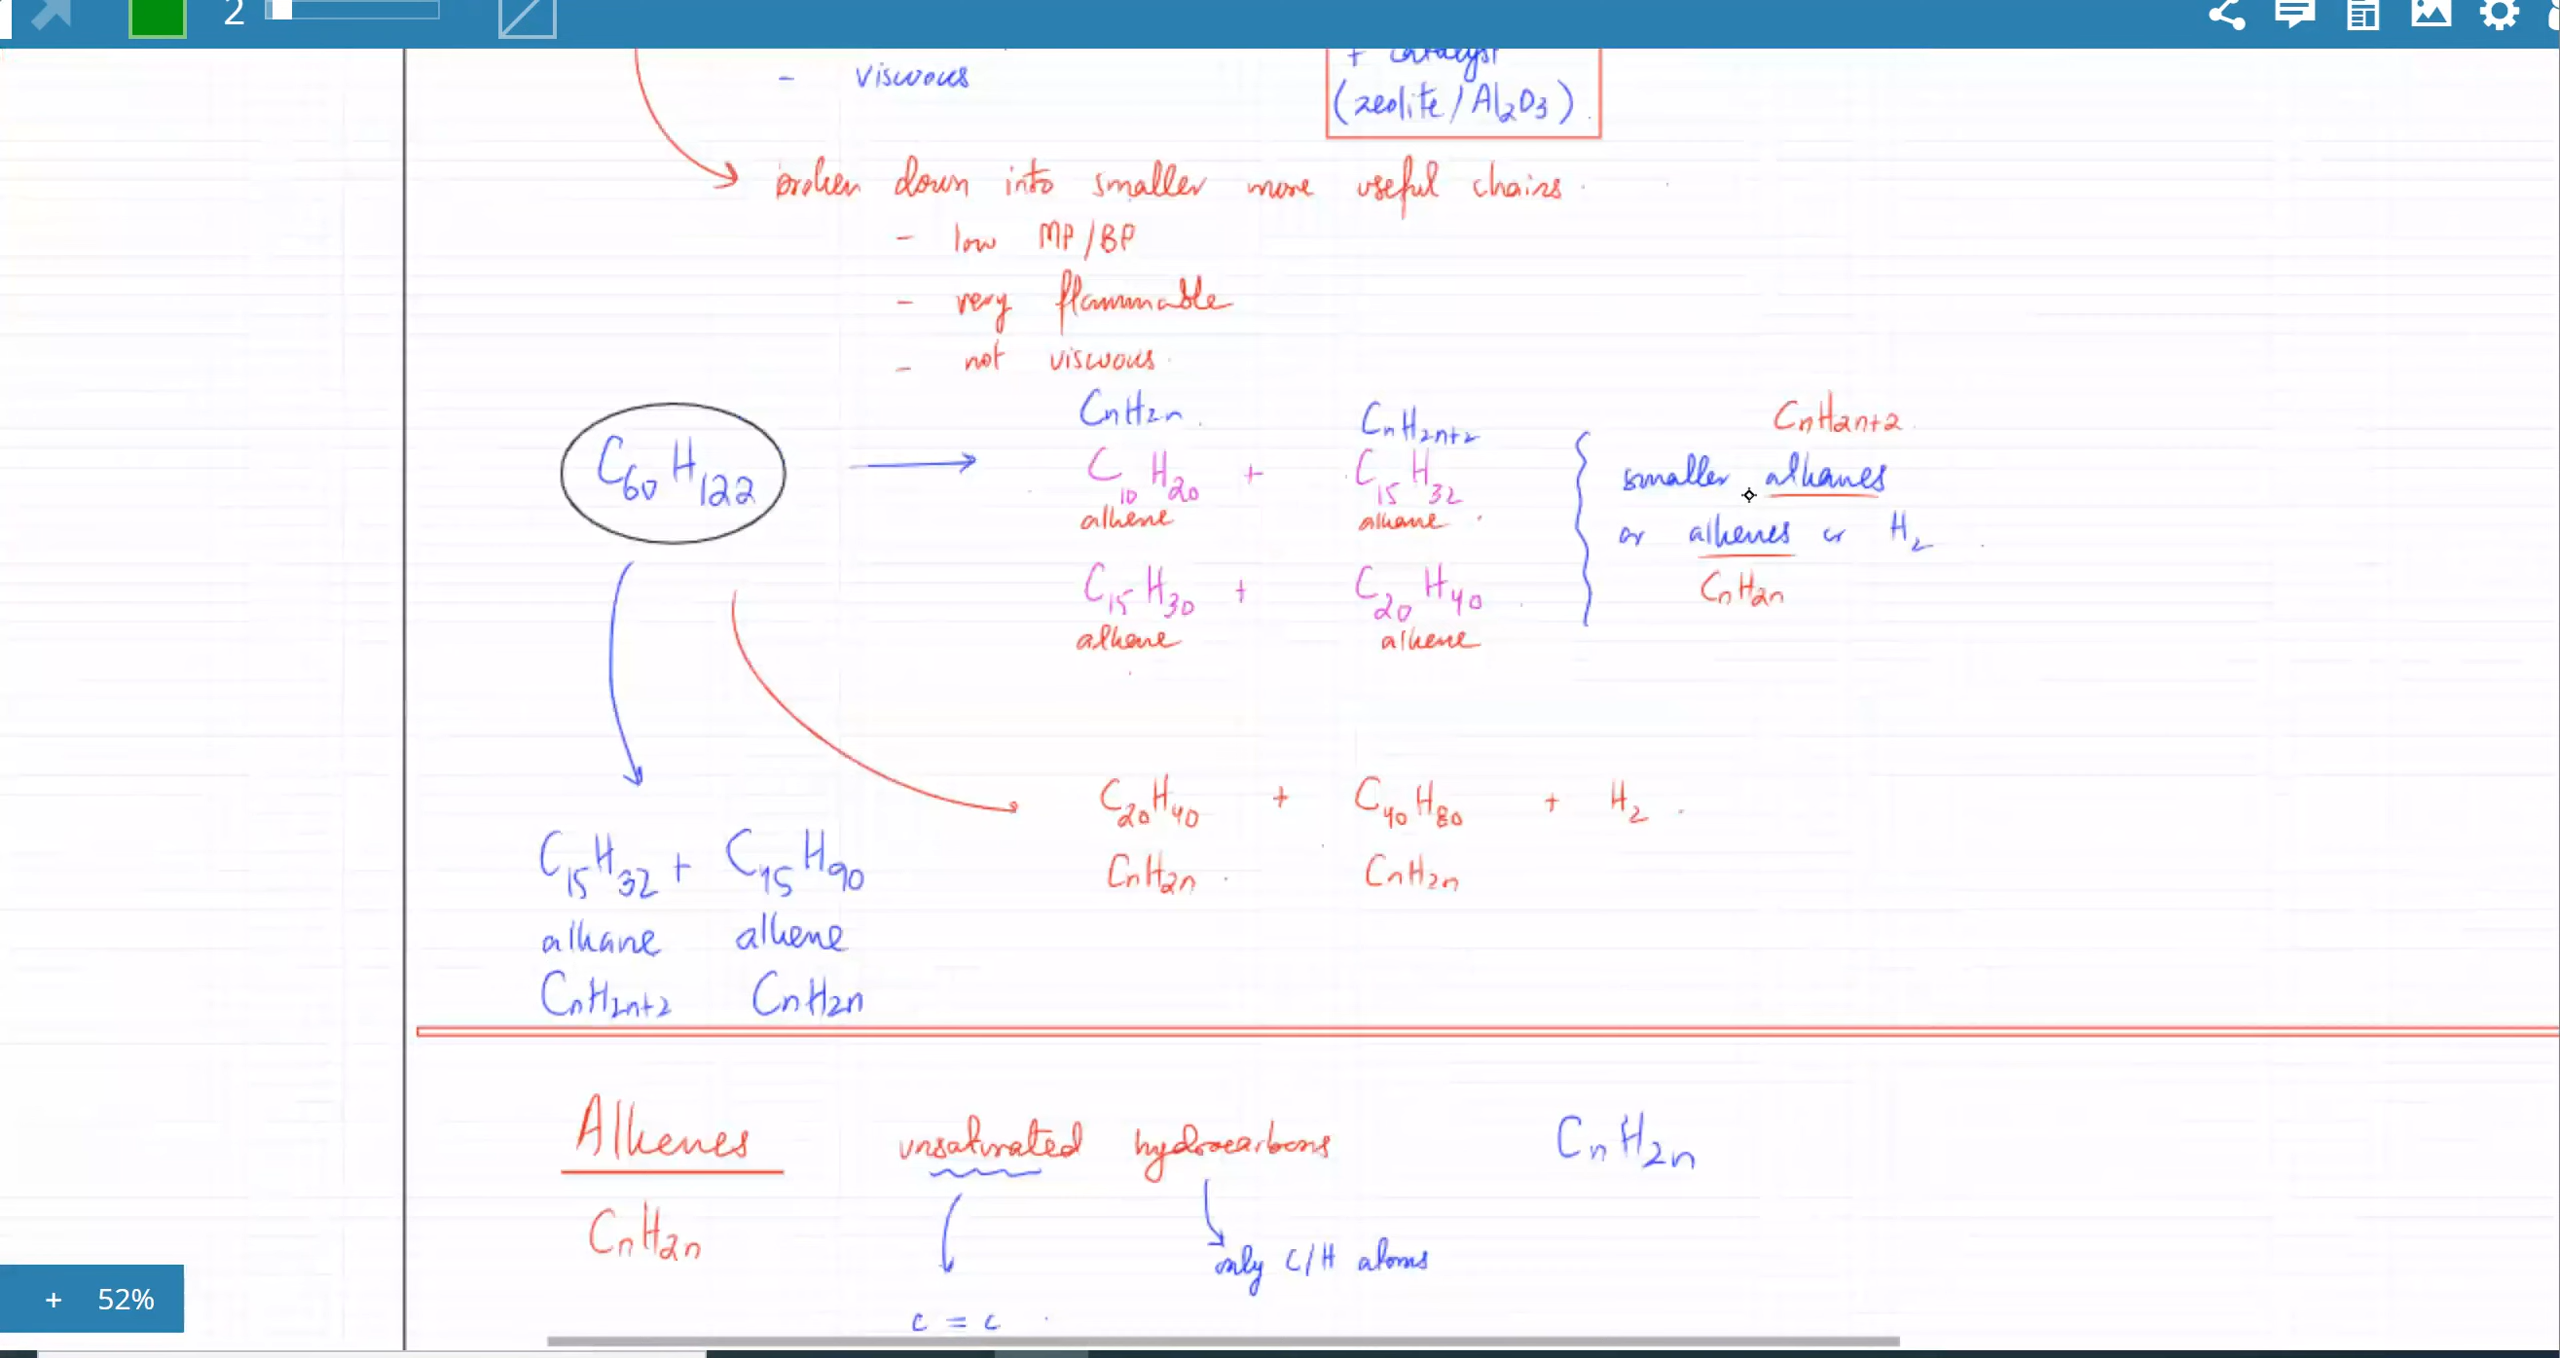 2
+ catalyst
- viscous
(zeolite/Al₂O₃).
broken down into smaller more useful chains.
- low MP/BP
- very flammable
- not viscous.
CnH2n. CnH2n+2 CnH2n+2.
C60H122 → C10H20 + C15H32 smaller alkanes
alkene alkane.
or alkenes or H2.
C15H30 + C20H40 CnH2n
alkene alkene
C20H40 + C40H80 + H2.
C15H32 + C45H90 CnH2n. CnH2n
alkane alkene
CnH2n+2 CnH2n
Alkenes unsaturated hydrocarbons CnH2n
CnH2n only C/H atoms
+ 52%
c = c